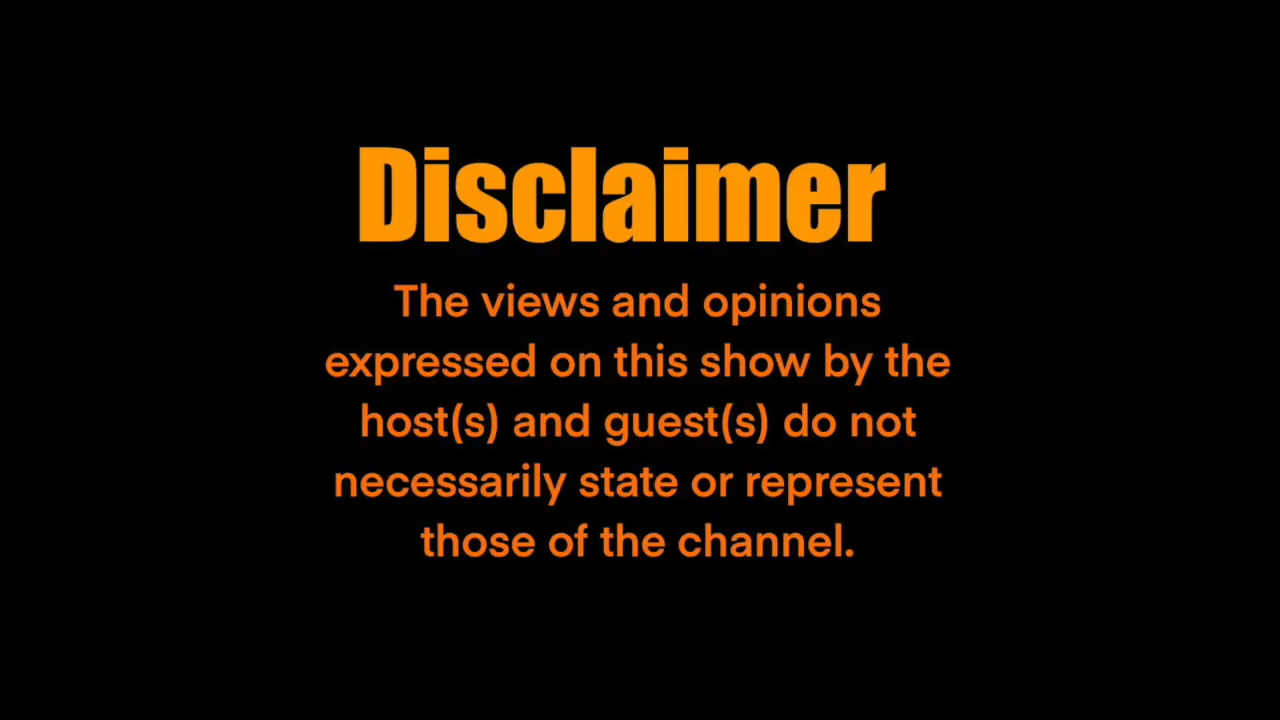 Disclaimer
The views and opinions
expressed on this show by the
host(s) and guest(s) do not
necessarily state or represent
those of the channel.